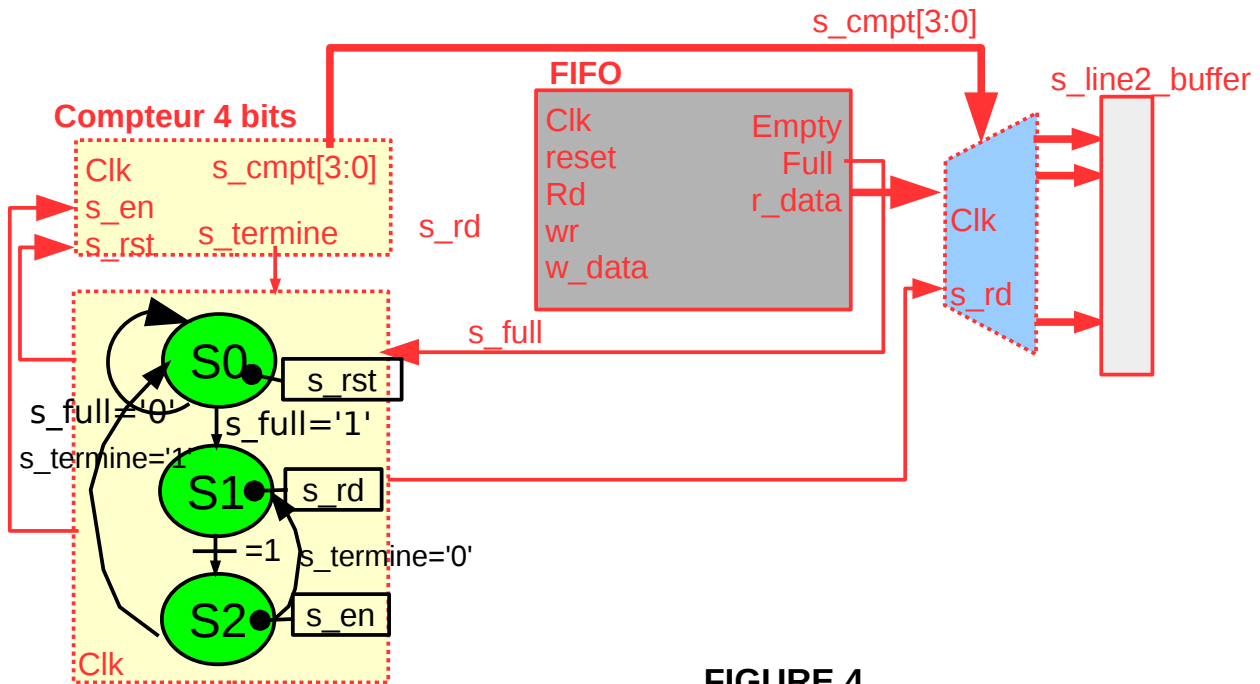 s_cmpt[3:0]
FIFO
s_line2_buffer
Compteur 4 bits
Clk
s_cmpt[3:0]
s_en
s_rst
s_termine
s_rd
Clk
reset
Rd
wr
w_data
Empty
Full
r_data
Clk
s_rd
s_full
S0
s_rst
s_full='0'
s_full='1'
s_termine='1'
S1
s_rd
=1
s_termine='0'
S2
s_en
Clk
FIGURE 4